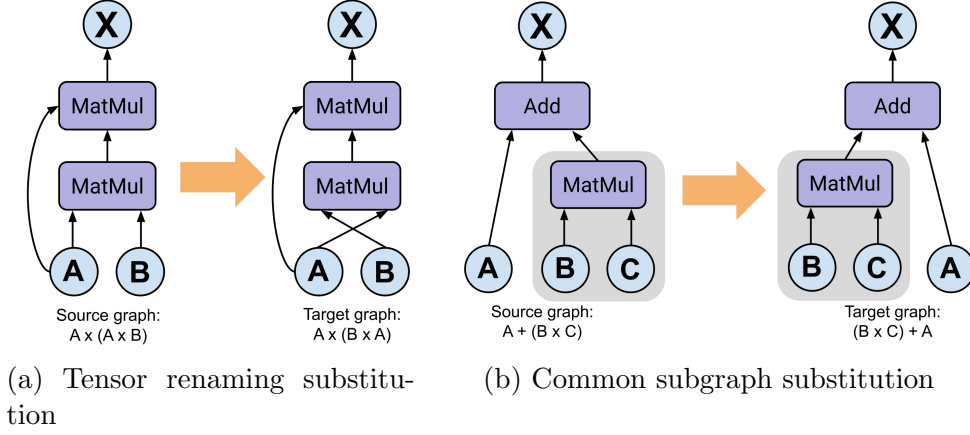 X
MatMul
MatMul
A
B
Source graph:
A x (A x B)
X
MatMul
MatMul
A
B
Target graph:
A x (B x A)
(a) Tensor renaming substitu-
tion
X
Add
MatMul
A
B
C
Source graph:
A + (B x C)
X
Add
MatMul
B
C
A
Target graph:
(B x C) + A
(b) Common subgraph substitution